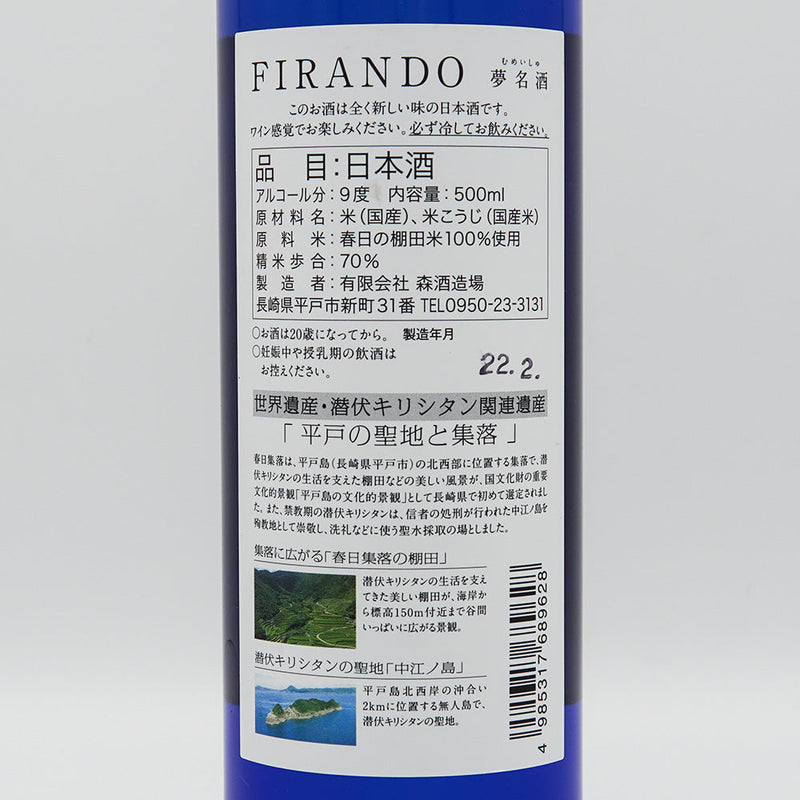 FIRANDO
むめいしゅ
夢名酒
このお酒は全く新しい味の日本酒です。
ワイン感覚でお楽しみください。必ず冷してお飲みください。
品 目：日本酒
アルコール分：9度 内容量：500ml
原材料名：米（国産）、米こうじ（国産米）
原料米：春日の棚田米100%使用
精米歩合：70%
製造者：有限会社 森酒造場
長崎県平戸市新町31番 TEL0950-23-3131
○お酒は20歳になってから。 製造年月
○妊娠中や授乳期の飲酒は
お控えください。
22.2.
世界遺産・潜伏キリシタン関連遺産
「平戸の聖地と集落」
春日集落は、平戸島（長崎県平戸市）の北西部に位置する集落で、潜
伏キリシタンの生活を支えた棚田などの美しい風景が、国文化財の重要
文化的景観「平戸島の文化的景観」として長崎県で初めて選定されまし
た。また、禁教期の潜伏キリシタンは、信者の処刑が行われた中江ノ島を
殉教地として崇敬し、洗礼などに使う聖水採取の場としました。
集落に広がる「春日集落の棚田」
潜伏キリシタンの生活を支え
てきた美しい棚田が、海岸か
ら標高150m付近まで谷間
いっぱいに広がる景観。
潜伏キリシタンの聖地「中江ノ島」
平戸島北西岸の沖合い
2kmに位置する無人島で、
潜伏キリシタンの聖地。
4 985317 689628